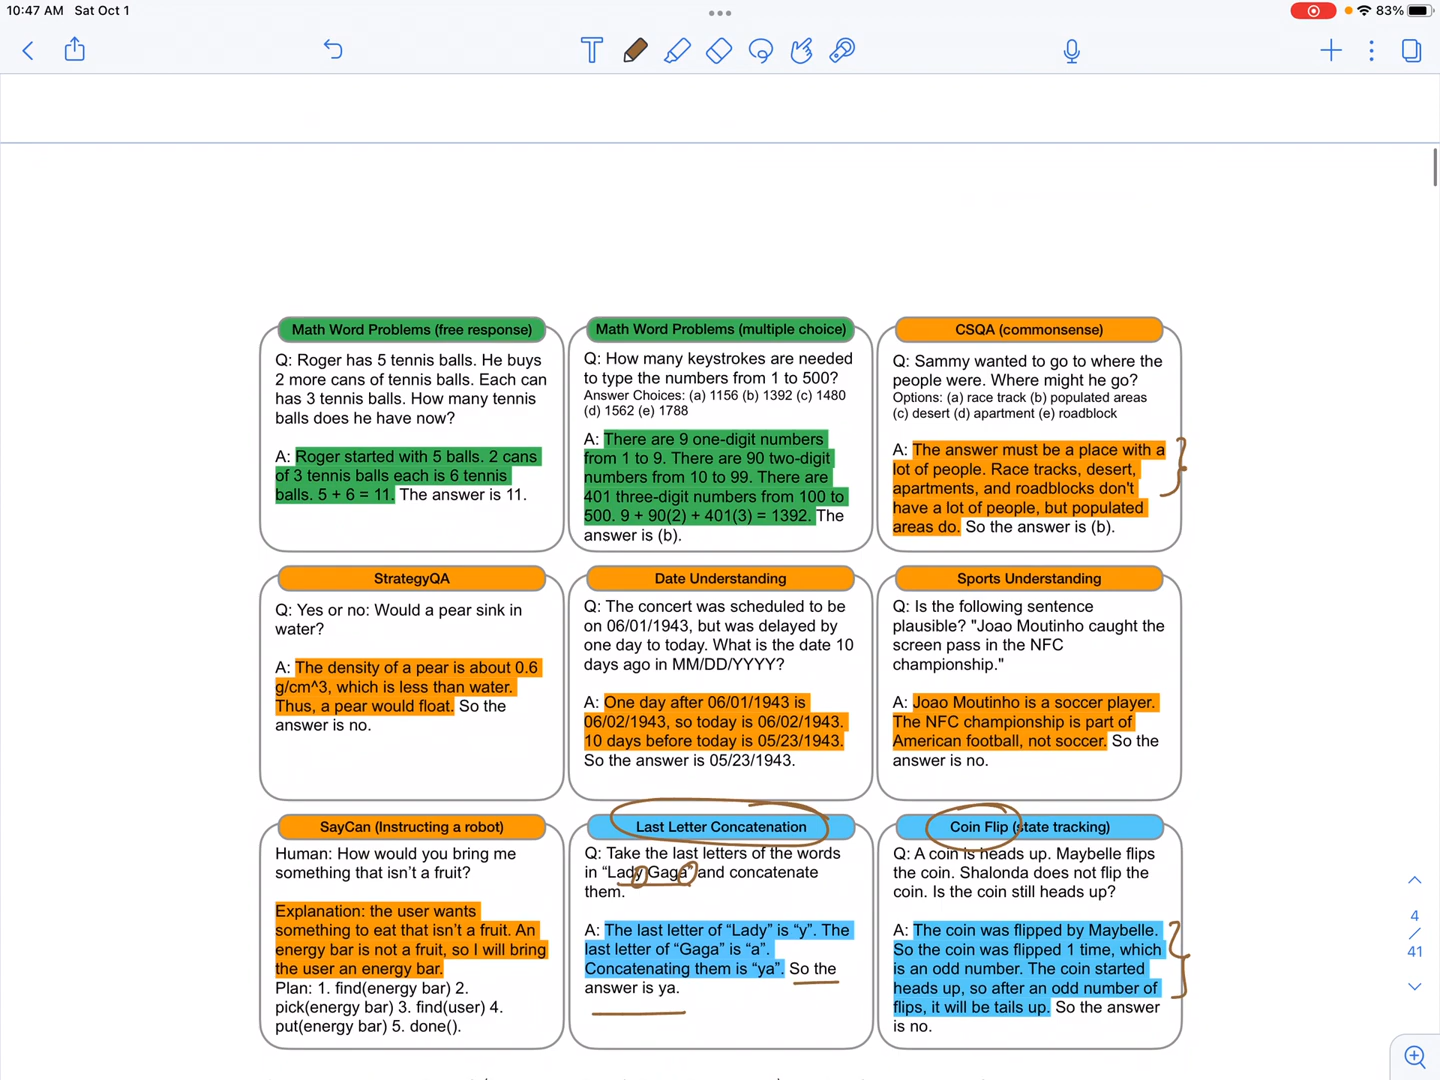 10:47 AM Sat Oct 1
83%
T
Math Word Problems (free response)
Q: Roger has 5 tennis balls. He buys
2 more cans of tennis balls. Each can
has 3 tennis balls. How many tennis
balls does he have now?
A: Roger started with 5 balls. 2 cans
of 3 tennis balls each is 6 tennis
balls. 5 + 6 = 11. The answer is 11.
Math Word Problems (multiple choice)
Q: How many keystrokes are needed
to type the numbers from 1 to 500?
Answer Choices: (a) 1156 (b) 1392 (c) 1480
(d) 1562 (e) 1788
A: There are 9 one-digit numbers
from 1 to 9. There are 90 two-digit
numbers from 10 to 99. There are
401 three-digit numbers from 100 to
500. 9 + 90(2) + 401(3) = 1392. The
answer is (b).
CSQA (commonsense)
Q: Sammy wanted to go to where the
people were. Where might he go?
Options: (a) race track (b) populated areas
(c) desert (d) apartment (e) roadblock
A: The answer must be a place with a
lot of people. Race tracks, desert,
apartments, and roadblocks don't
have a lot of people, but populated
areas do. So the answer is (b).
StrategyQA
Q: Yes or no: Would a pear sink in
water?
A: The density of a pear is about 0.6
g/cm^3, which is less than water.
Thus, a pear would float. So the
answer is no.
Date Understanding
Q: The concert was scheduled to be
on 06/01/1943, but was delayed by
one day to today. What is the date 10
days ago in MM/DD/YYYY?
A: One day after 06/01/1943 is
06/02/1943, so today is 06/02/1943.
10 days before today is 05/23/1943.
So the answer is 05/23/1943.
Sports Understanding
Q: Is the following sentence
plausible? "Joao Moutinho caught the
screen pass in the NFC
championship."
A: Joao Moutinho is a soccer player.
The NFC championship is part of
American football, not soccer. So the
answer is no.
SayCan (Instructing a robot)
Human: How would you bring me
something that isn’t a fruit?
Explanation: the user wants
something to eat that isn’t a fruit. An
energy bar is not a fruit, so I will bring
the user an energy bar.
Plan: 1. find(energy bar) 2.
pick(energy bar) 3. find(user) 4.
put(energy bar) 5. done().
Last Letter Concatenation
Q: Take the last letters of the words
in “Lady Gaga” and concatenate
them.
A: The last letter of “Lady” is “y”. The
last letter of “Gaga” is “a”.
Concatenating them is “ya”. So the
answer is ya.
Coin Flip (state tracking)
Q: A coin is heads up. Maybelle flips
the coin. Shalonda does not flip the
coin. Is the coin still heads up?
A: The coin was flipped by Maybelle.
So the coin was flipped 1 time, which
is an odd number. The coin started
heads up, so after an odd number of
flips, it will be tails up. So the answer
is no.
4
/
41